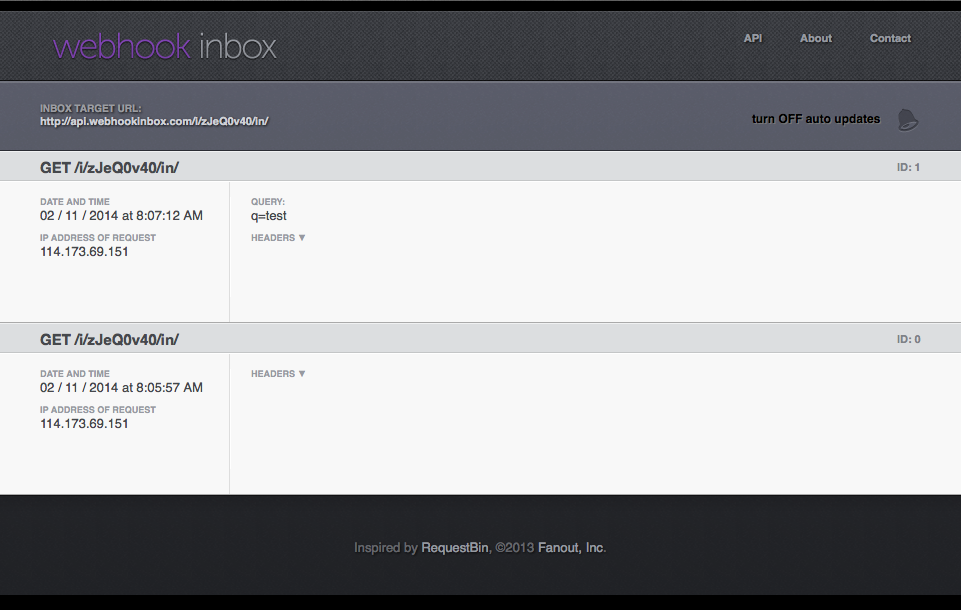 webhook inbox
API About Contact
INBOX TARGET URL:
http://api.webhookinbox.com/i/zJeQ0v40/in/
turn OFF auto updates
GET /i/zJeQ0v40/in/ ID: 1
DATE AND TIME
02 / 11 / 2014 at 8:07:12 AM
IP ADDRESS OF REQUEST
114.173.69.151
QUERY:
q=test
HEADERS ▼
GET /i/zJeQ0v40/in/ ID: 0
DATE AND TIME
02 / 11 / 2014 at 8:05:57 AM
IP ADDRESS OF REQUEST
114.173.69.151
HEADERS ▼
Inspired by RequestBin, ©2013 Fanout, Inc.